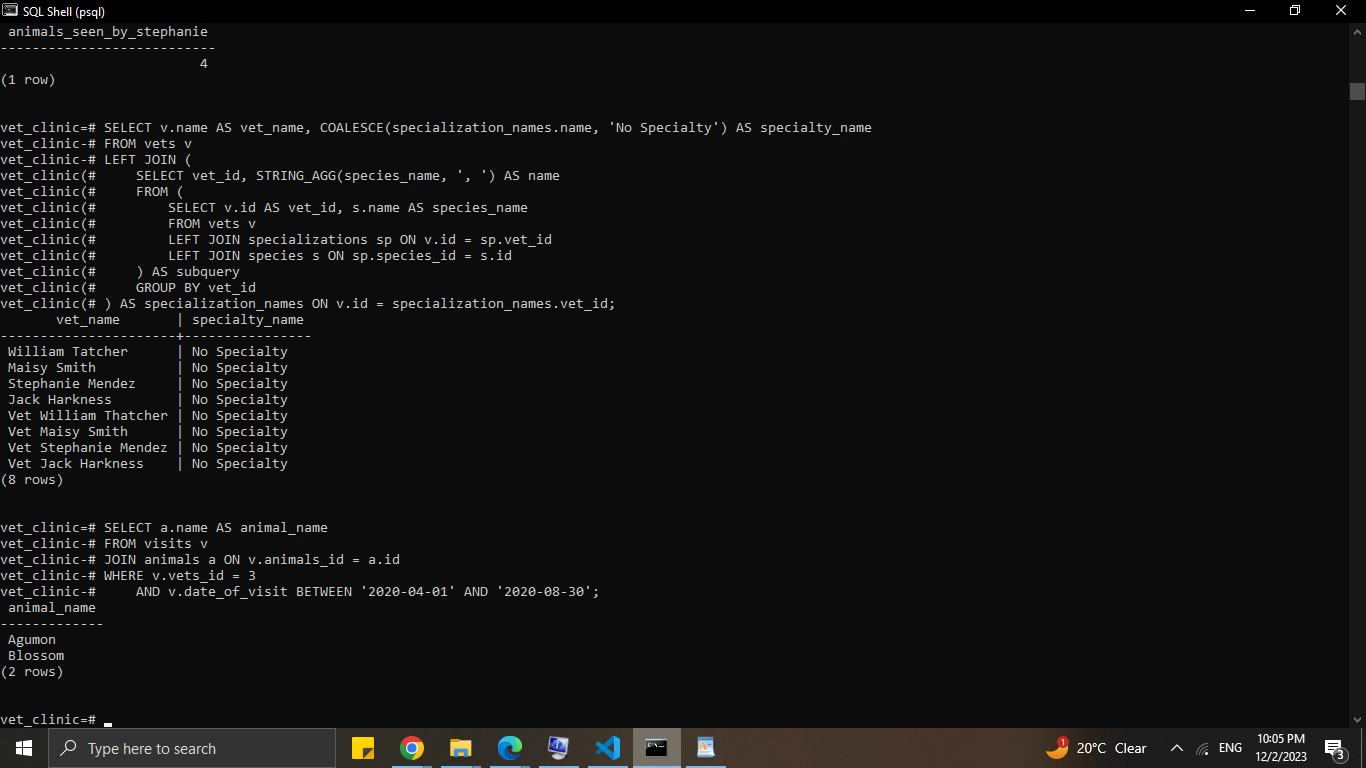 SQL Shell (psql)
 animals_seen_by_stephanie
---------------------------
                         4
(1 row)
vet_clinic=# SELECT v.name AS vet_name, COALESCE(specialization_names.name, 'No Specialty') AS specialty_name
vet_clinic-# FROM vets v
vet_clinic-# LEFT JOIN (
vet_clinic(#     SELECT vet_id, STRING_AGG(species_name, ', ') AS name
vet_clinic(#     FROM (
vet_clinic(#         SELECT v.id AS vet_id, s.name AS species_name
vet_clinic(#         FROM vets v
vet_clinic(#         LEFT JOIN specializations sp ON v.id = sp.vet_id
vet_clinic(#         LEFT JOIN species s ON sp.species_id = s.id
vet_clinic(#     ) AS subquery
vet_clinic(#     GROUP BY vet_id
vet_clinic(# ) AS specialization_names ON v.id = specialization_names.vet_id;
       vet_name       | specialty_name
----------------------+----------------
 William Tatcher      | No Specialty
 Maisy Smith          | No Specialty
 Stephanie Mendez     | No Specialty
 Jack Harkness        | No Specialty
 Vet William Thatcher | No Specialty
 Vet Maisy Smith      | No Specialty
 Vet Stephanie Mendez | No Specialty
 Vet Jack Harkness    | No Specialty
(8 rows)
vet_clinic=# SELECT a.name AS animal_name
vet_clinic-# FROM visits v
vet_clinic-# JOIN animals a ON v.animals_id = a.id
vet_clinic-# WHERE v.vets_id = 3
vet_clinic-#     AND v.date_of_visit BETWEEN '2020-04-01' AND '2020-08-30';
 animal_name
-------------
 Agumon
 Blossom
(2 rows)
vet_clinic=#
Type here to search
1
20°C Clear
ENG
10:05 PM
12/2/2023
3